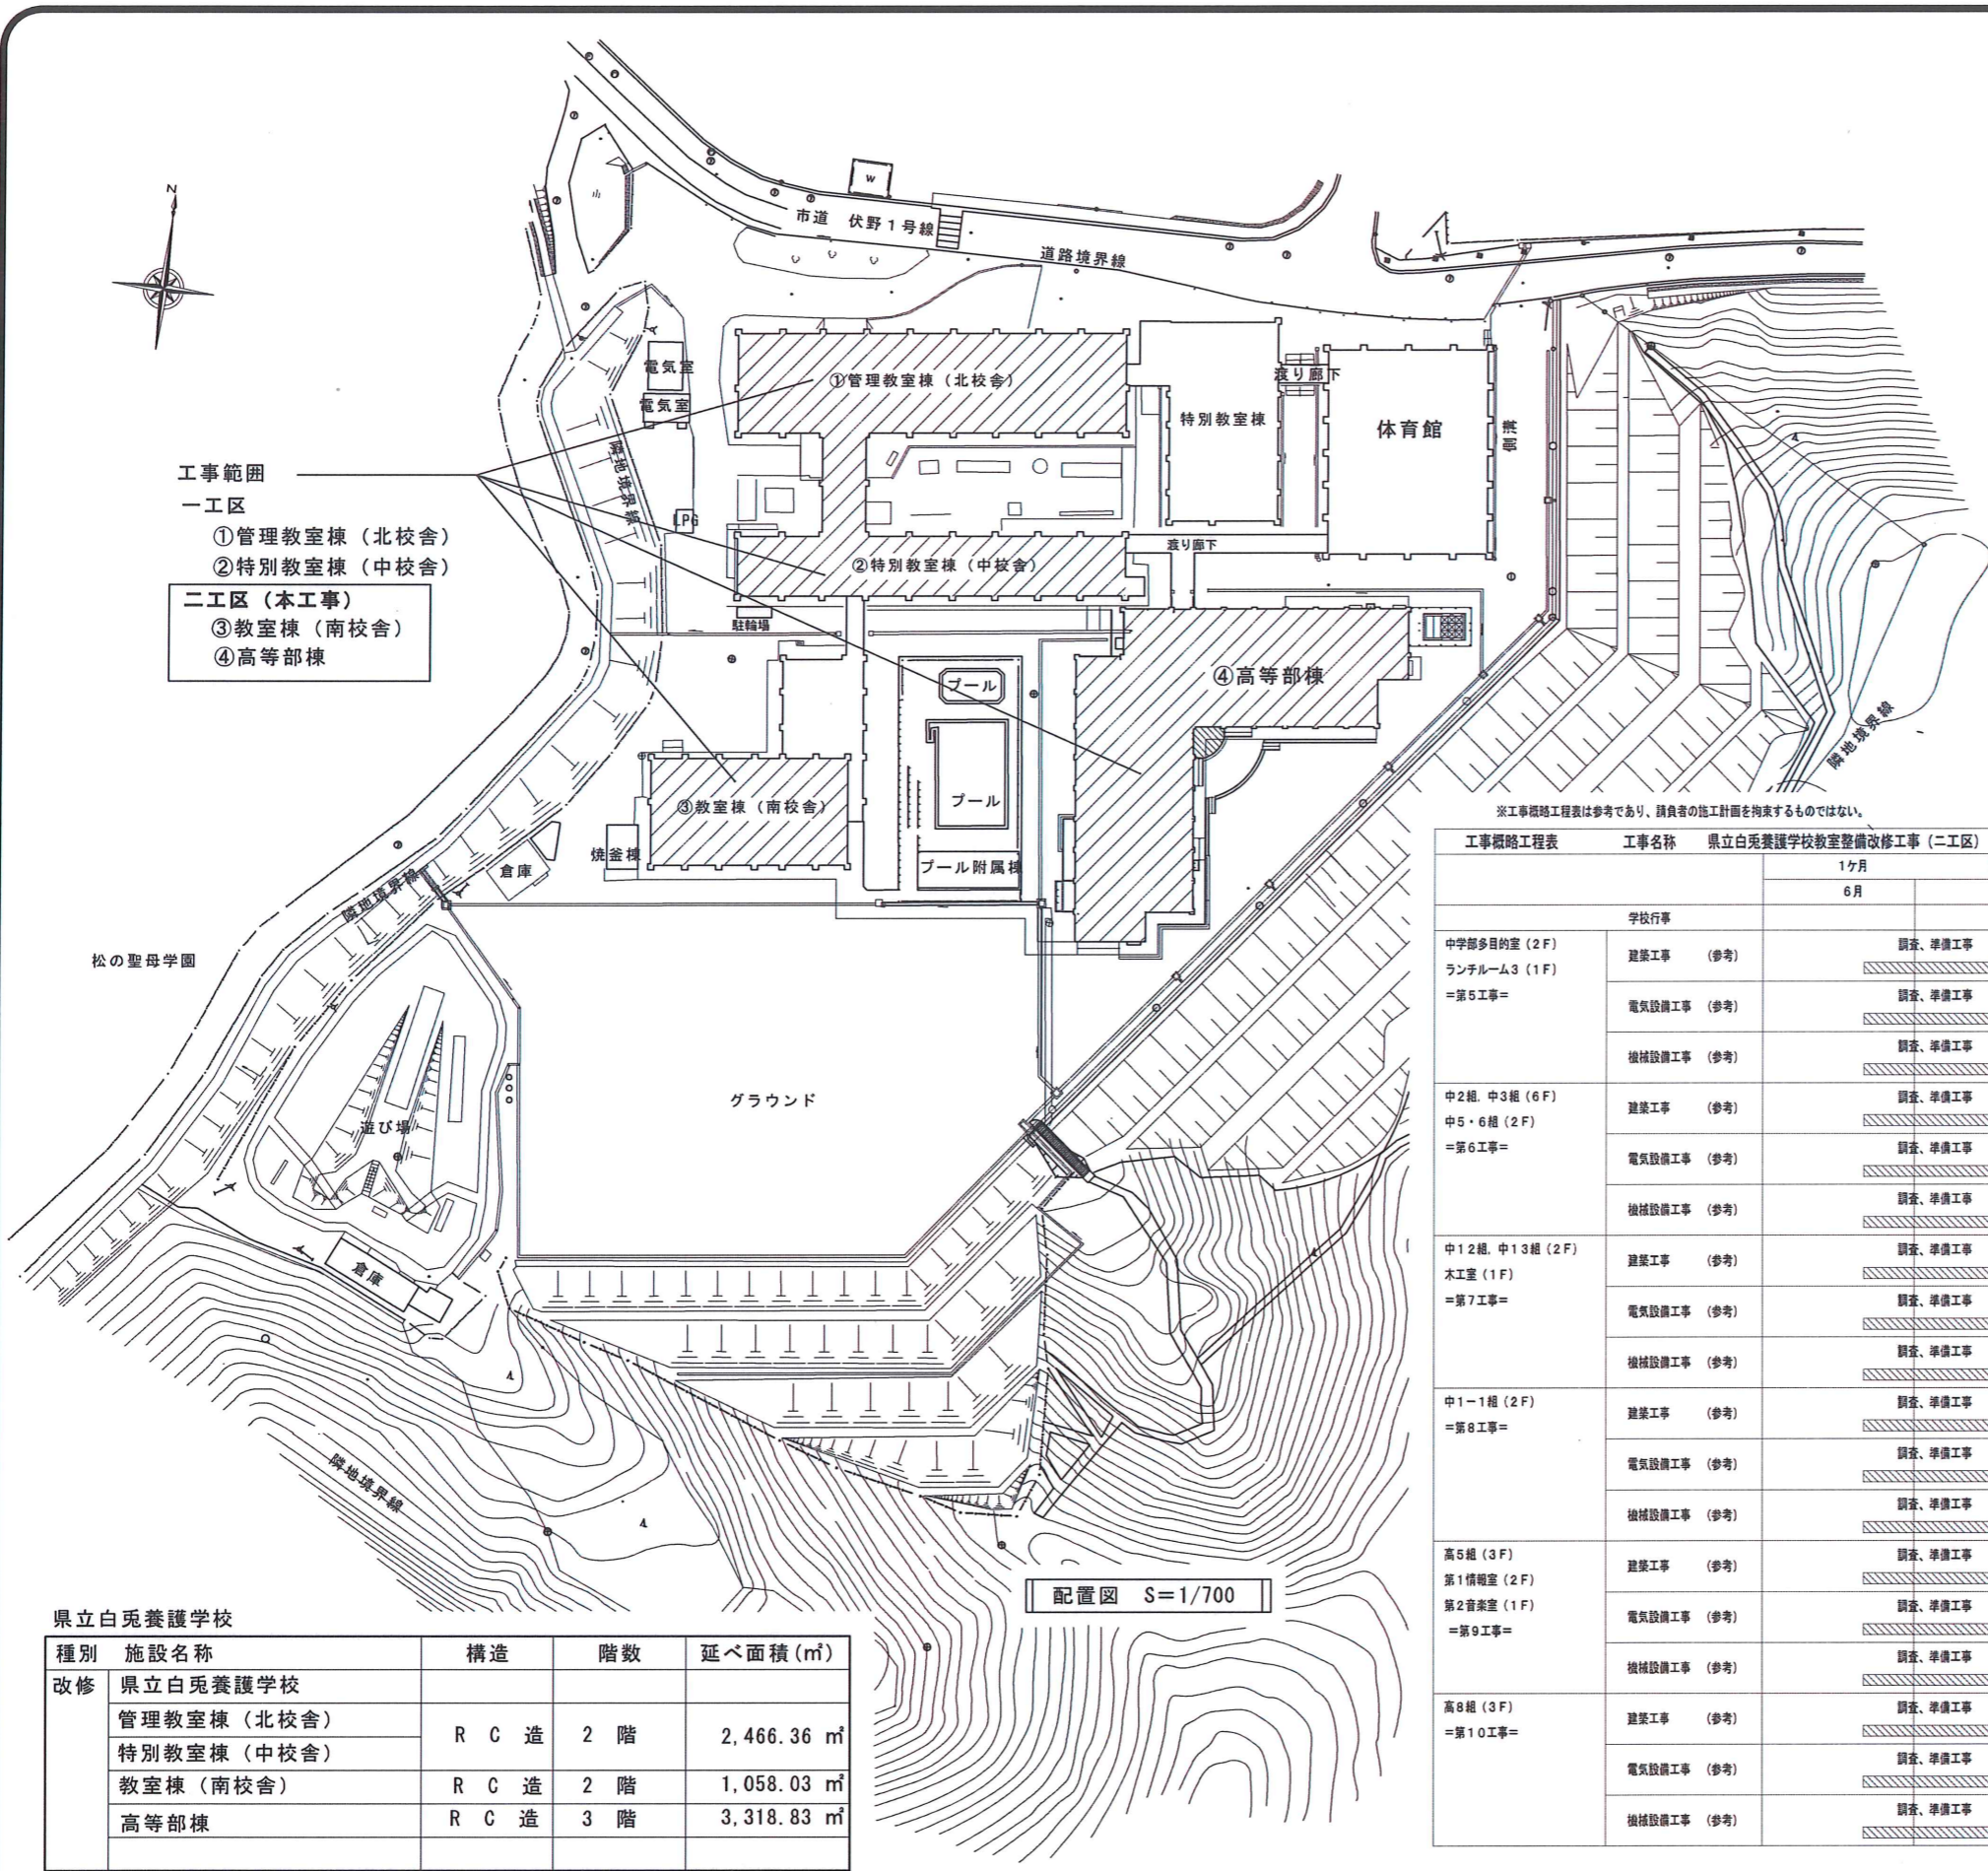 N
W
市道 伏野1号線
道路境界線
電気室
電気室
隣地境界線
LPG
①管理教室棟（北校舎）
特別教室棟
渡り廊下
体育館
側溝
工事範囲
一工区
①管理教室棟（北校舎）
②特別教室棟（中校舎）
二工区（本工事）
③教室棟（南校舎）
④高等部棟
②特別教室棟（中校舎）
渡り廊下
駐輪場
プール
④高等部棟
③教室棟（南校舎）
プール
プール附属棟
焼釜棟
倉庫
隣地境界線
隣地境界線
松の聖母学園
遊び場
グラウンド
倉庫
隣地境界線
配置図 S=1/700
※工事概略工程表は参考であり、請負者の施工計画を拘束するものではない。
工事概略工程表 工事名称 県立白兎養護学校教室整備改修工事（二工区）
1ケ月
6月
学校行事
中学部多目的室（2F）
ランチルーム3（1F）
=第5工事=
建築工事 （参考） 調査、準備工事
電気設備工事 （参考） 調査、準備工事
機械設備工事 （参考） 調査、準備工事
中2組、中3組（6F）
中5・6組（2F）
=第6工事=
建築工事 （参考） 調査、準備工事
電気設備工事 （参考） 調査、準備工事
機械設備工事 （参考） 調査、準備工事
中12組、中13組（2F）
木工室（1F）
=第7工事=
建築工事 （参考） 調査、準備工事
電気設備工事 （参考） 調査、準備工事
機械設備工事 （参考） 調査、準備工事
中1-1組（2F）
=第8工事=
建築工事 （参考） 調査、準備工事
電気設備工事 （参考） 調査、準備工事
機械設備工事 （参考） 調査、準備工事
高5組（3F）
第1情報室（2F）
第2音楽室（1F）
=第9工事=
建築工事 （参考） 調査、準備工事
電気設備工事 （参考） 調査、準備工事
機械設備工事 （参考） 調査、準備工事
高8組（3F）
=第10工事=
建築工事 （参考） 調査、準備工事
電気設備工事 （参考） 調査、準備工事
機械設備工事 （参考） 調査、準備工事
県立白兎養護学校
種別 施設名称 構造 階数 延べ面積(㎡)
改修 県立白兎養護学校
管理教室棟（北校舎）
特別教室棟（中校舎）
RC造 2階 2,466.36 ㎡
教室棟（南校舎） RC造 2階 1,058.03 ㎡
高等部棟 RC造 3階 3,318.83 ㎡